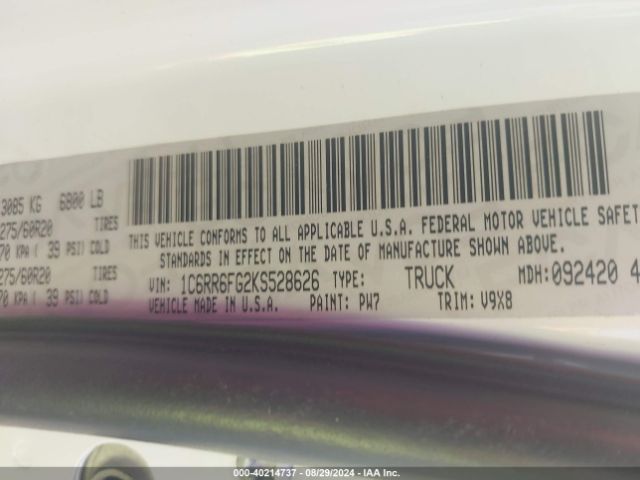 3085 KG 6800 LB
275/60R20 TIRES
70 KPA ( 39 PSI) COLD
275/60R20 TIRES
70 KPA ( 39 PSI) COLD
THIS VEHICLE CONFORMS TO ALL APPLICABLE U.S.A. FEDERAL MOTOR VEHICLE SAFET
STANDARDS IN EFFECT ON THE DATE OF MANUFACTURE SHOWN ABOVE.
VIN: 1C6RR6FG2KS528626 TYPE: TRUCK MDH: 092420 4
VEHICLE MADE IN U.S.A. PAINT: PW7 TRIM: V9X8
000-40214737 - 08/29/2024 - IAA Inc.